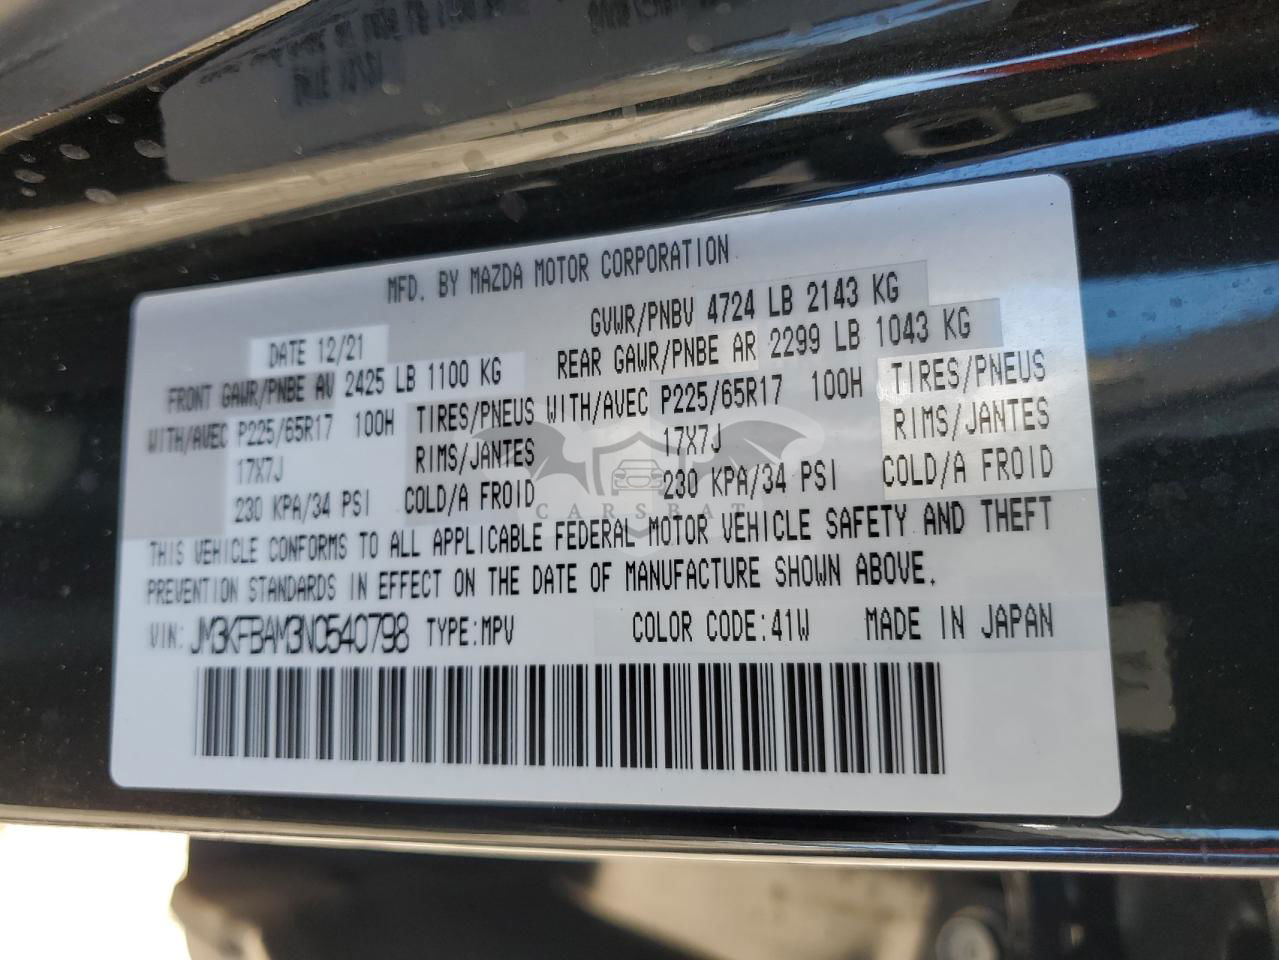 MFD. BY MAZDA MOTOR CORPORATION
DATE 12/21 GVWR/PNBV 4724 LB 2143 KG
FRONT GAWR/PNBE AV 2425 LB 1100 KG REAR GAWR/PNBE AR 2299 LB 1043 KG
WITH/AVEC P225/65R17 100H TIRES/PNEUS WITH/AVEC P225/65R17 100H TIRES/PNEUS
17X7J RIMS/JANTES 17X7J RIMS/JANTES
230 KPA/34 PSI COLD/A FROID 230 KPA/34 PSI COLD/A FROID
CARSBAT
THIS VEHICLE CONFORMS TO ALL APPLICABLE FEDERAL MOTOR VEHICLE SAFETY AND THEFT
PREVENTION STANDARDS IN EFFECT ON THE DATE OF MANUFACTURE SHOWN ABOVE.
VIN: JM3KFBAM3N0540798 TYPE:MPV COLOR CODE:41W MADE IN JAPAN